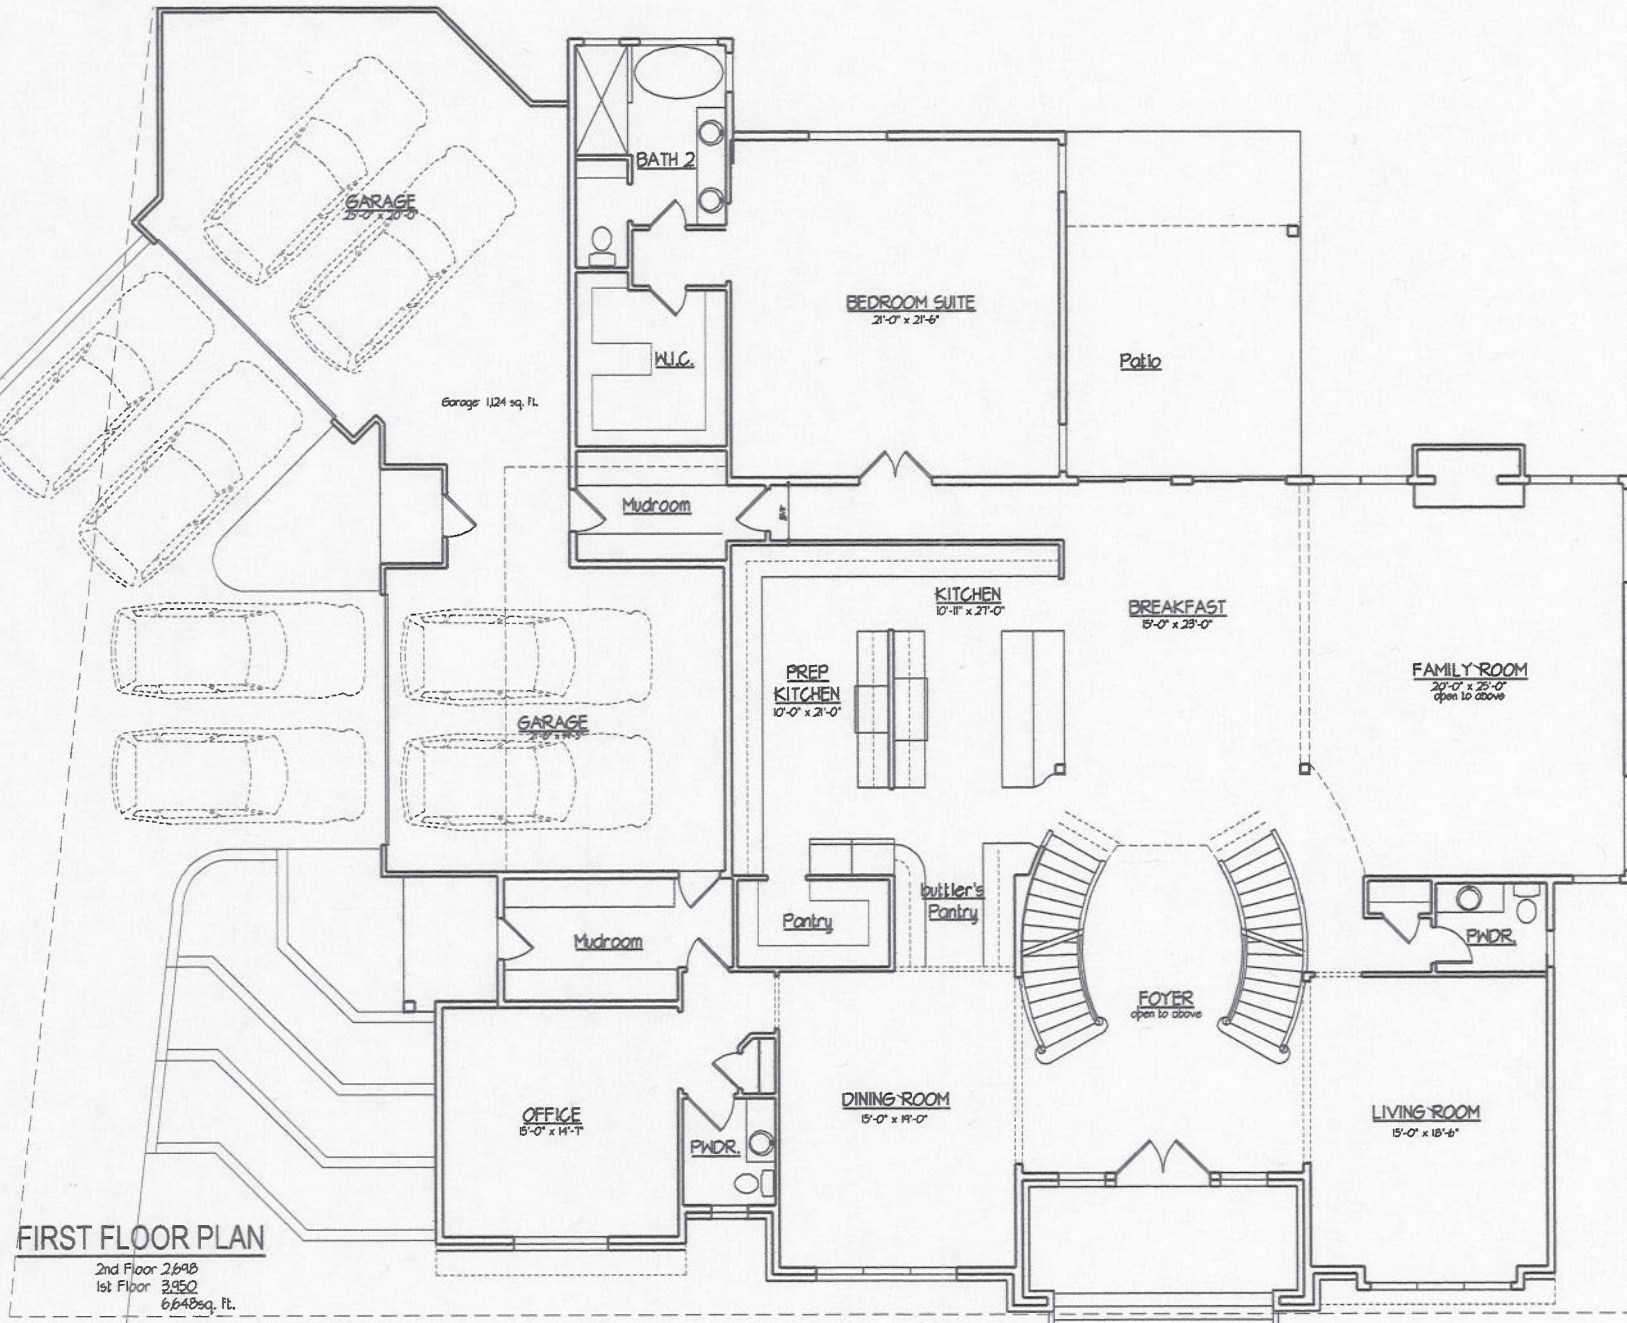 BATH 2
GARAGE
25'-0" x 20'-0"
BEDROOM SUITE
21'-0" x 21'-6"
W.I.C.
Patio
Garage 1,124 sq. ft.
Mudroom
KITCHEN
10'-11" x 27'-0"
BREAKFAST
15'-0" x 23'-0"
PREP
KITCHEN
10'-0" x 21'-0"
FAMILY ROOM
20'-0" x 25'-0"
open to above
GARAGE
buttler's
Pantry
Pantry
Mudroom
PWDR.
FOYER
open to above
DINING ROOM
15'-0" x 19'-0"
OFFICE
15'-0" x 14'-7"
LIVING ROOM
15'-0" x 18'-6"
PWDR.
FIRST FLOOR PLAN
2nd Floor 2,698
1st Floor 3,950
6,648sq. ft.